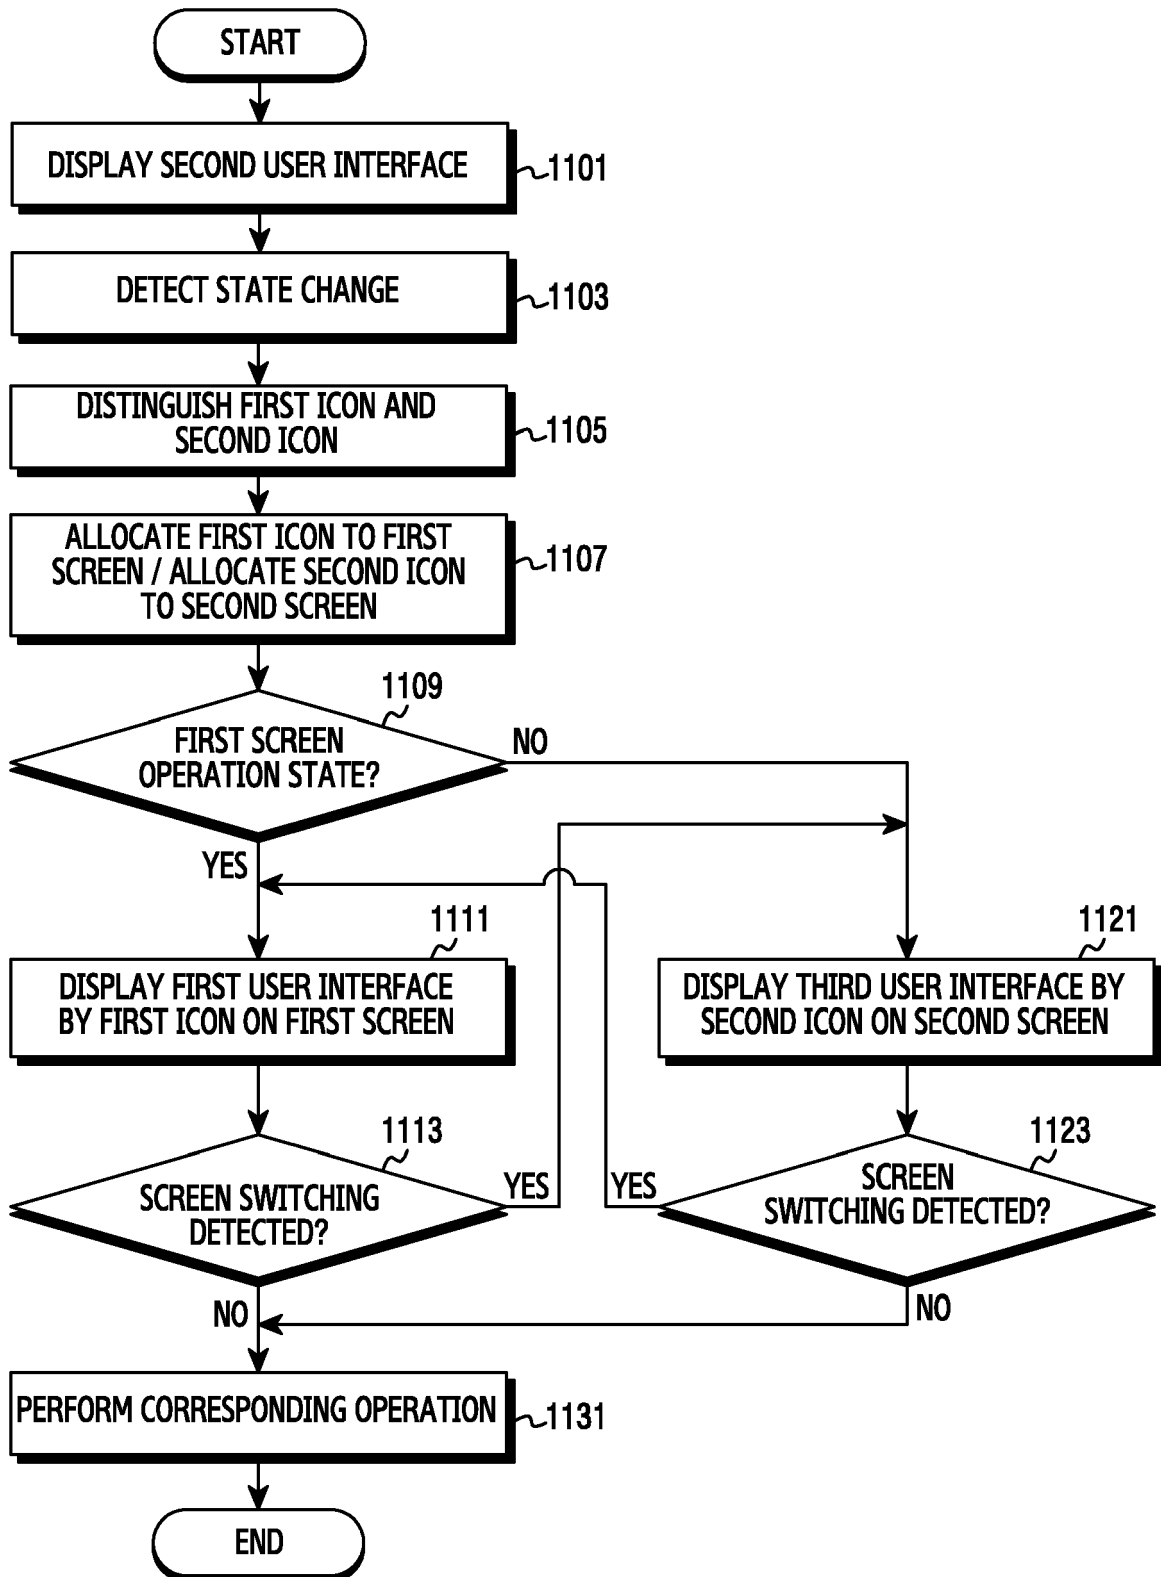 START
DISPLAY SECOND USER INTERFACE
1101
DETECT STATE CHANGE
1103
DISTINGUISH FIRST ICON AND
SECOND ICON
1105
ALLOCATE FIRST ICON TO FIRST
SCREEN / ALLOCATE SECOND ICON
TO SECOND SCREEN
1107
1109
FIRST SCREEN
OPERATION STATE?
NO
YES
1111
DISPLAY FIRST USER INTERFACE
BY FIRST ICON ON FIRST SCREEN
1121
DISPLAY THIRD USER INTERFACE BY
SECOND ICON ON SECOND SCREEN
1113
SCREEN SWITCHING
DETECTED?
YES
YES
1123
SCREEN
SWITCHING DETECTED?
NO
NO
PERFORM CORRESPONDING OPERATION
1131
END